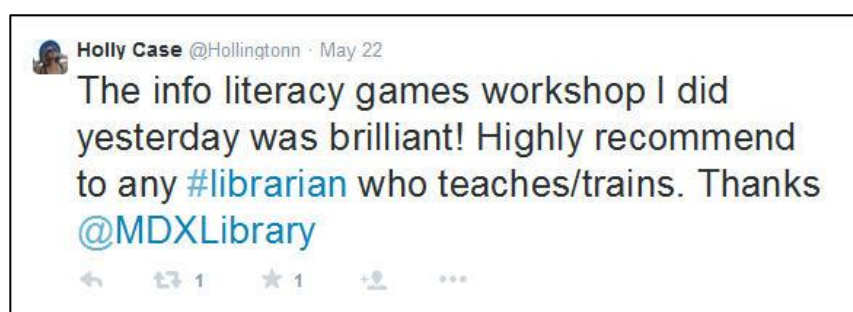 Holly Case @Hollingtonn · May 22
The info literacy games workshop I did
yesterday was brilliant! Highly recommend
to any #librarian who teaches/trains. Thanks
@MDXLibrary
1 1